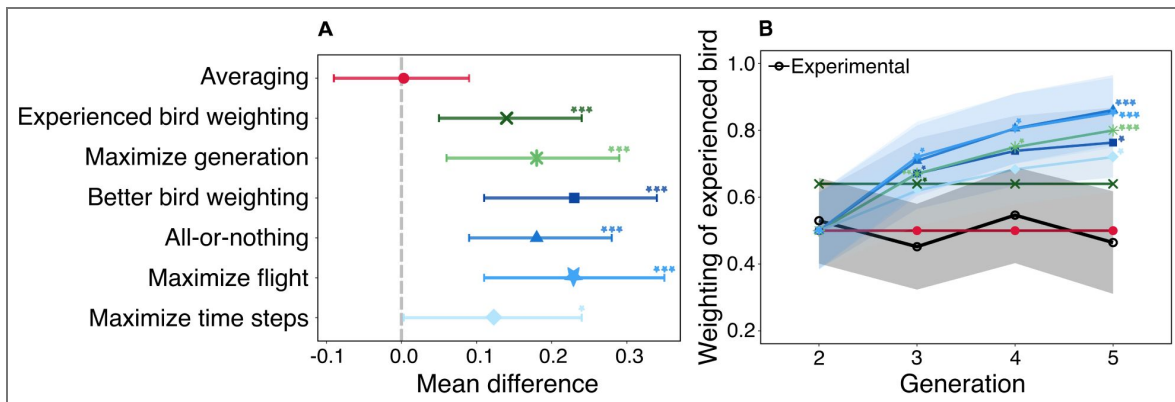 A
Averaging
Experienced bird weighting
***
Maximize generation
***
Better bird weighting
***
All-or-nothing
***
Maximize flight
***
Maximize time steps
*
-0.1 0.0 0.1 0.2 0.3
Mean difference
B
Weighting of experienced bird
Experimental
1.0
0.8
0.6
0.4
0.2
***
***
***
*
*
2 3 4 5
Generation